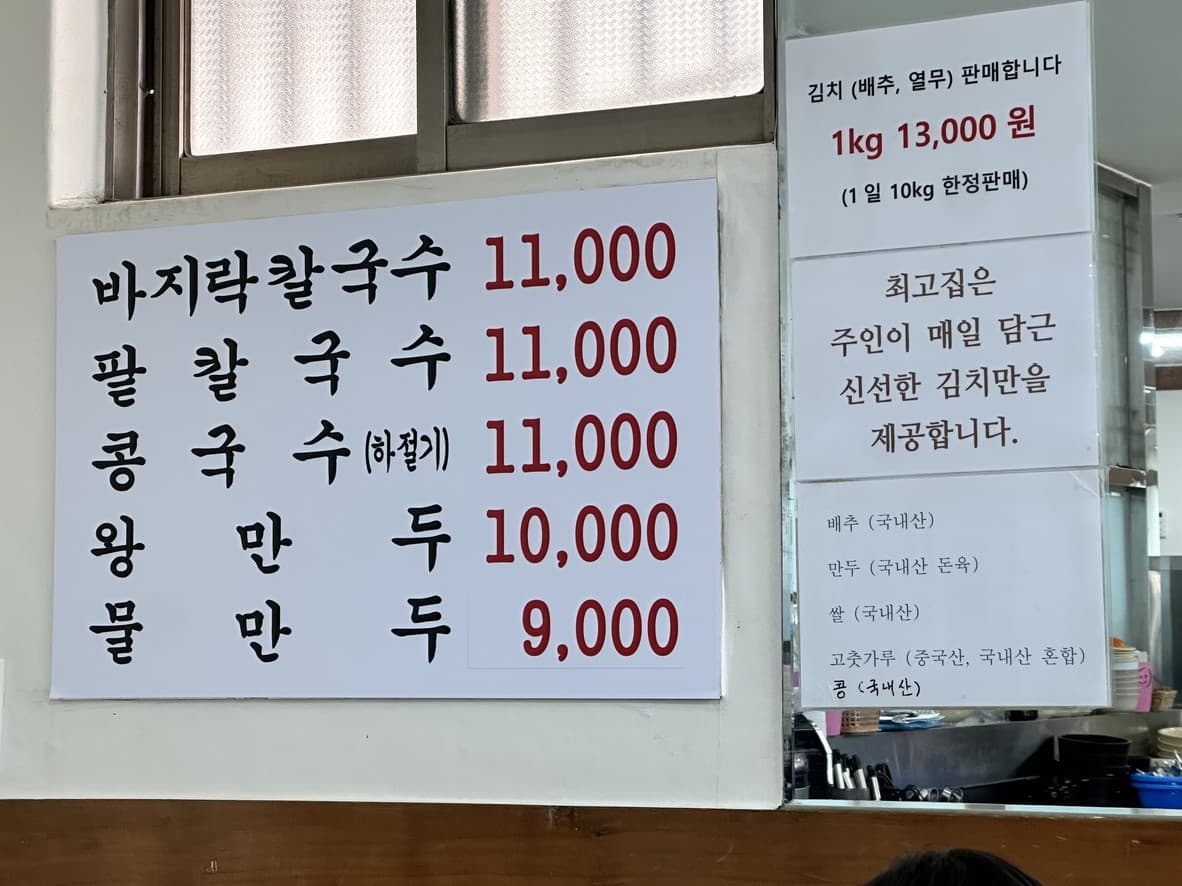 바지락칼국수 11,000
팥칼국수 11,000
콩국수(하절기) 11,000
왕만두 10,000
물만두 9,000
김치 (배추, 열무) 판매합니다
1kg 13,000 원
(1 일 10kg 한정판매)
최고집은
주인이 매일 담근
신선한 김치만을
제공합니다.
배추 (국내산)
만두 (국내산 돈육)
쌀 (국내산)
고춧가루 (중국산, 국내산 혼합)
콩 (국내산)